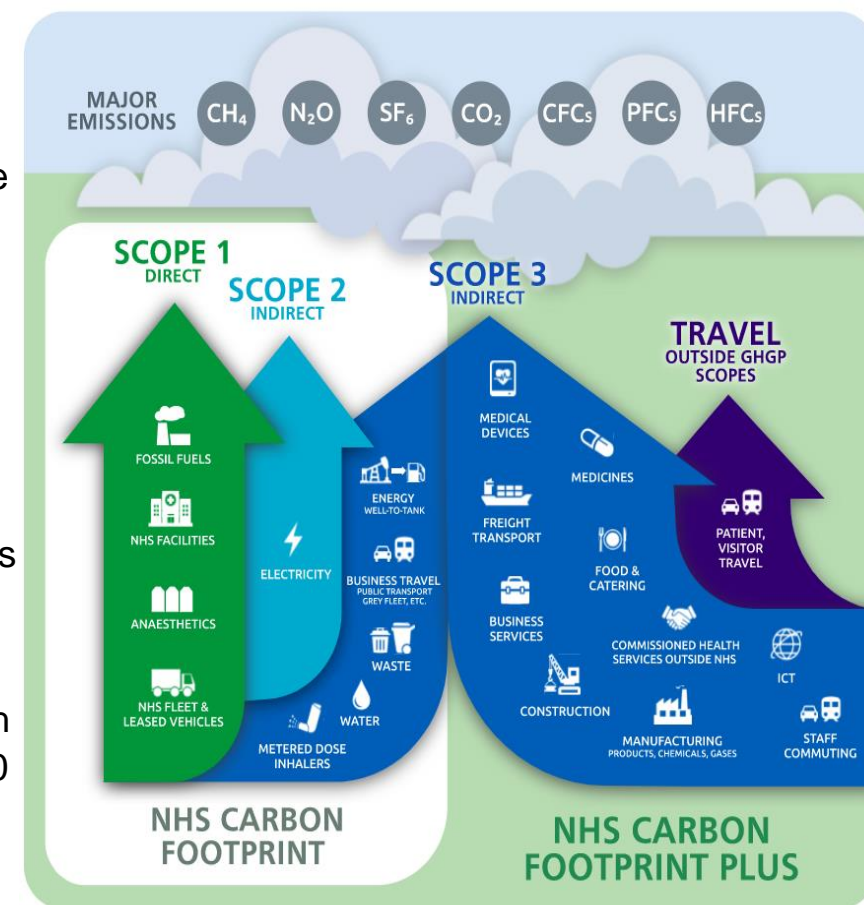 MAJOR
EMISSIONS
CH₄
N₂O
SF₆
CO₂
CFCs
PFCs
HFCs
e
s
n
0
SCOPE 1
DIRECT
SCOPE 2
INDIRECT
SCOPE 3
INDIRECT
TRAVEL
OUTSIDE GHGP
SCOPES
FOSSIL FUELS
NHS FACILITIES
ANAESTHETICS
NHS FLEET &
LEASED VEHICLES
ELECTRICITY
ENERGY
WELL-TO-TANK
BUSINESS TRAVEL
PUBLIC TRANSPORT
GREY FLEET, ETC.
WASTE
WATER
METERED DOSE
INHALERS
MEDICAL
DEVICES
MEDICINES
FREIGHT
TRANSPORT
FOOD &
CATERING
BUSINESS
SERVICES
COMMISSIONED HEALTH
SERVICES OUTSIDE NHS
CONSTRUCTION
MANUFACTURING
PRODUCTS, CHEMICALS, GASES
ICT
STAFF
COMMUTING
PATIENT,
VISITOR
TRAVEL
NHS CARBON
FOOTPRINT
NHS CARBON
FOOTPRINT PLUS